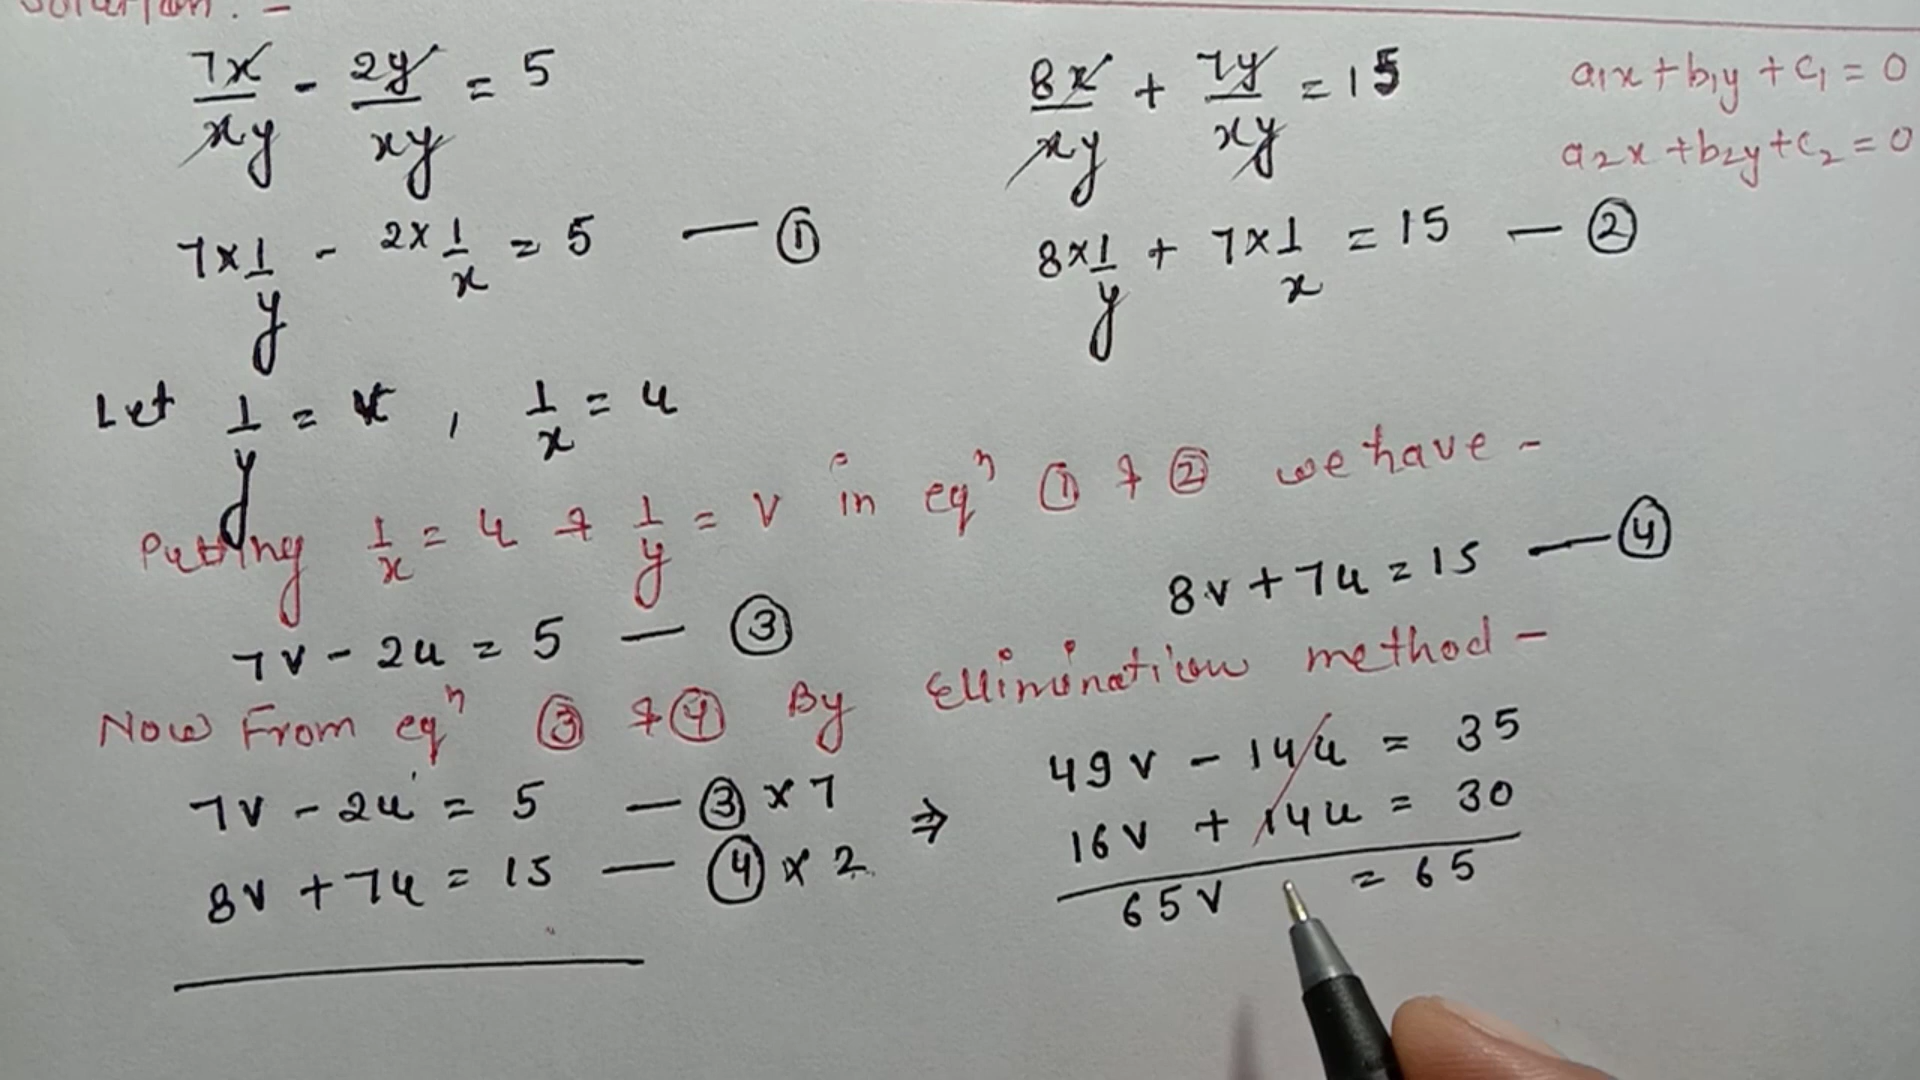 Solution : -
7x/xy - 2y/xy = 5
8x/xy + 7y/xy = 15
a₁x + b₁y + c₁ = 0
a₂x + b₂y + c₂ = 0
7 × 1/y - 2 × 1/x = 5 — ①
8 × 1/y + 7 × 1/x = 15 — ②
Let 1/y = v , 1/x = u
Putting 1/x = u & 1/y = v in eqⁿ ① & ② we have -
7v - 2u = 5 — ③
8v + 7u = 15 — ④
Now From eqⁿ ③ & ④ By Ellimination method -
7v - 2u = 5 — ③ × 7
8v + 7u = 15 — ④ × 2
⇒
49v - 14u = 35
16v + 14u = 30
65v = 65